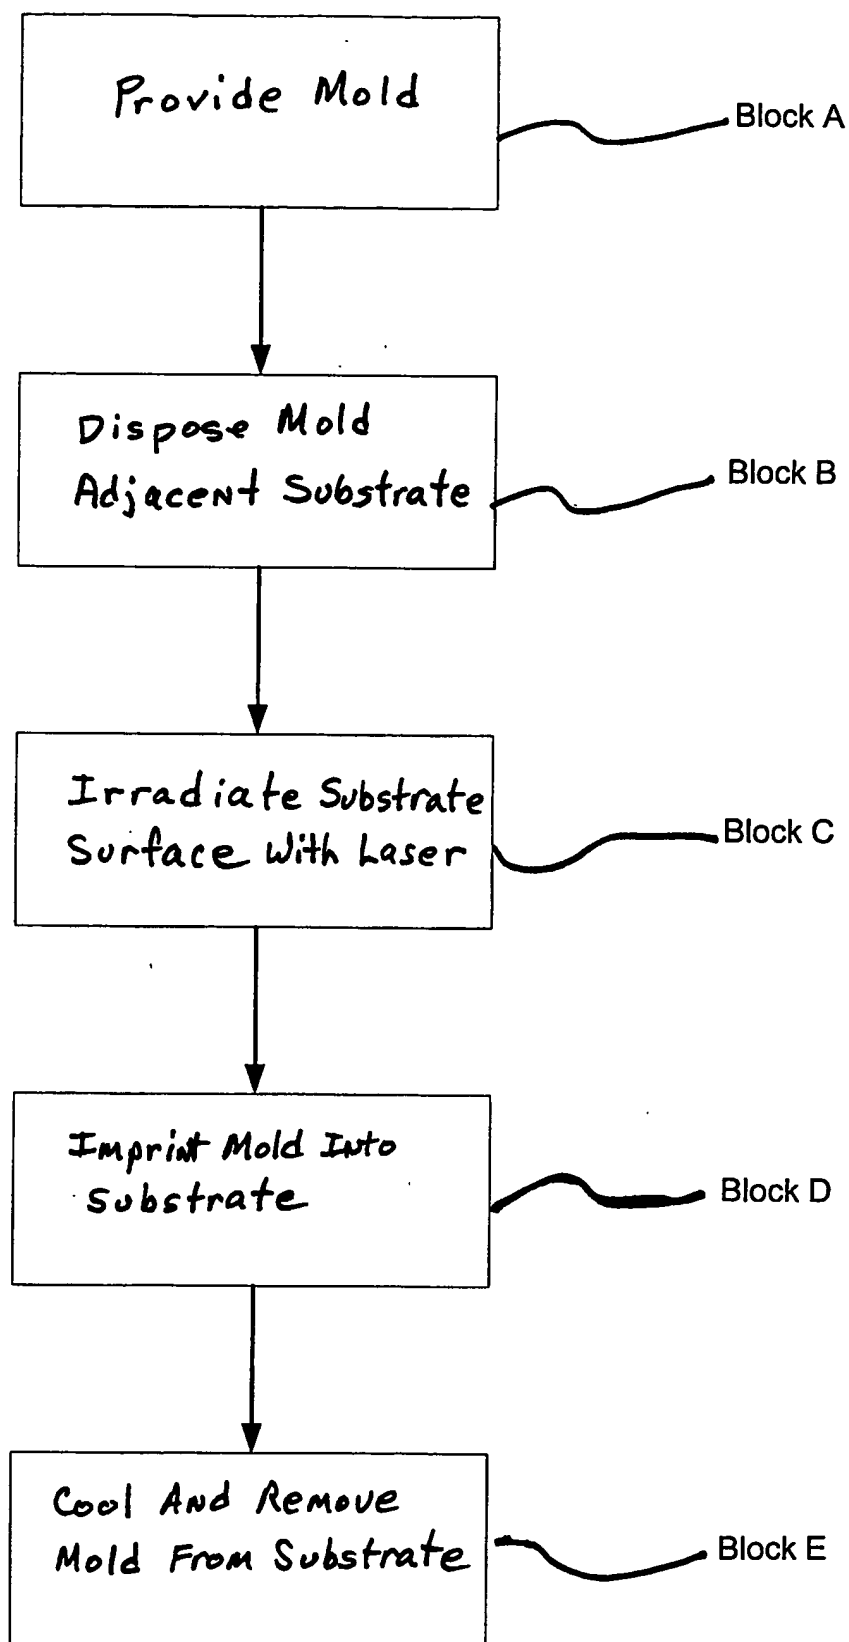 Provide Mold
Block A
Dispose Mold
Adjacent Substrate
Block B
Irradiate Substrate
Surface With Laser
Block C
Imprint Mold Into
Substrate
Block D
Cool And Remove
Mold From Substrate
Block E